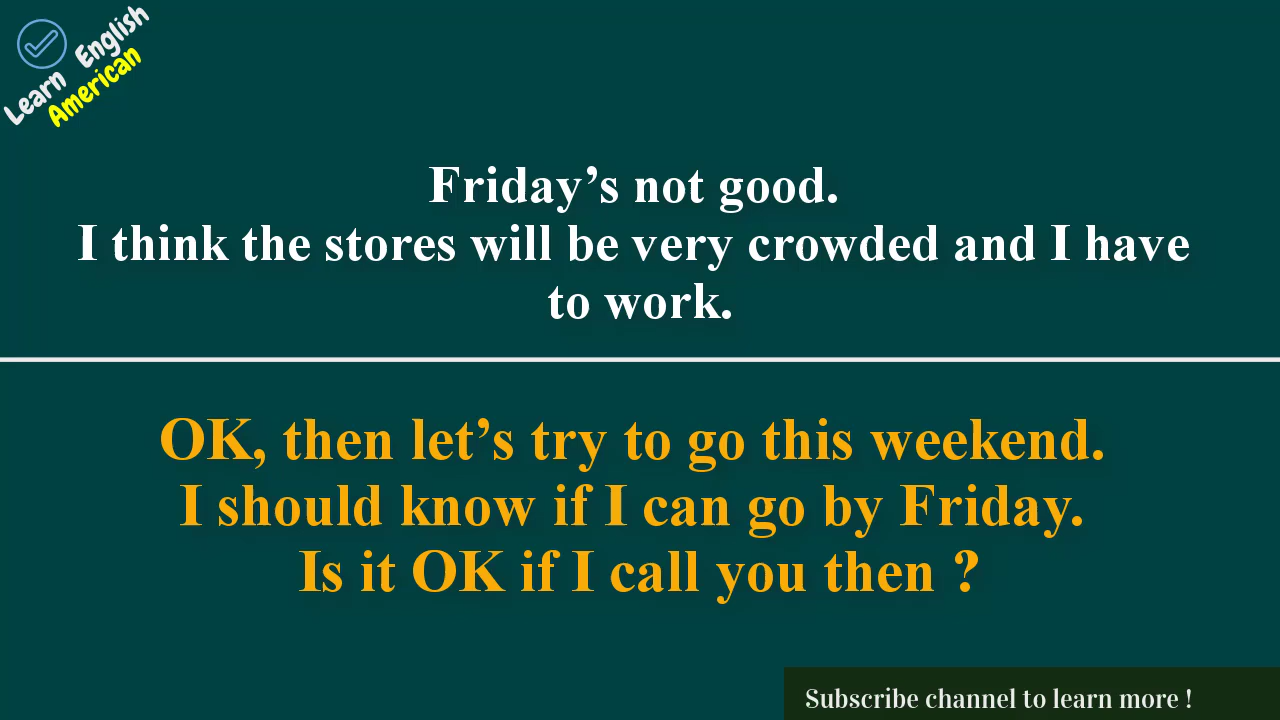 Learn English
American
Friday’s not good.
I think the stores will be very crowded and I have
to work.
OK, then let’s try to go this weekend.
I should know if I can go by Friday.
Is it OK if I call you then ?
Subscribe channel to learn more !